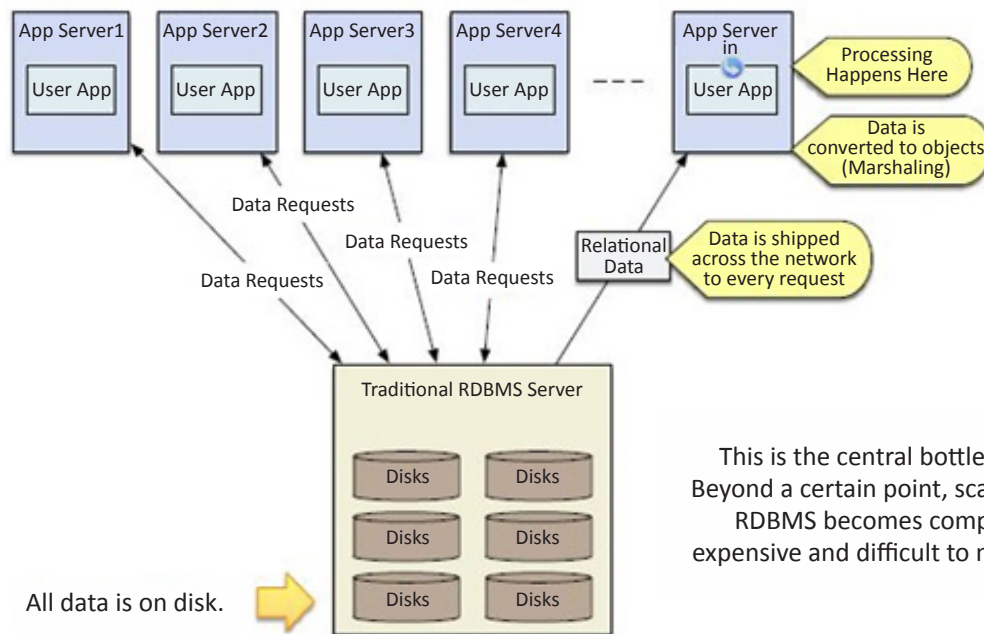 App Server1
App Server2
App Server3
App Server4
App Server
in
User App
User App
User App
User App
User App
Processing
Happens Here
Data is
converted to objects
(Marshaling)
Data Requests
Data Requests
Data Requests
Data Requests
Relational
Data
Data is shipped
across the network
to every request
Traditional RDBMS Server
Disks
Disks
Disks
Disks
Disks
Disks
All data is on disk.
This is the central
Beyond a certain point,
RDBMS becomes
expensive and difficult to